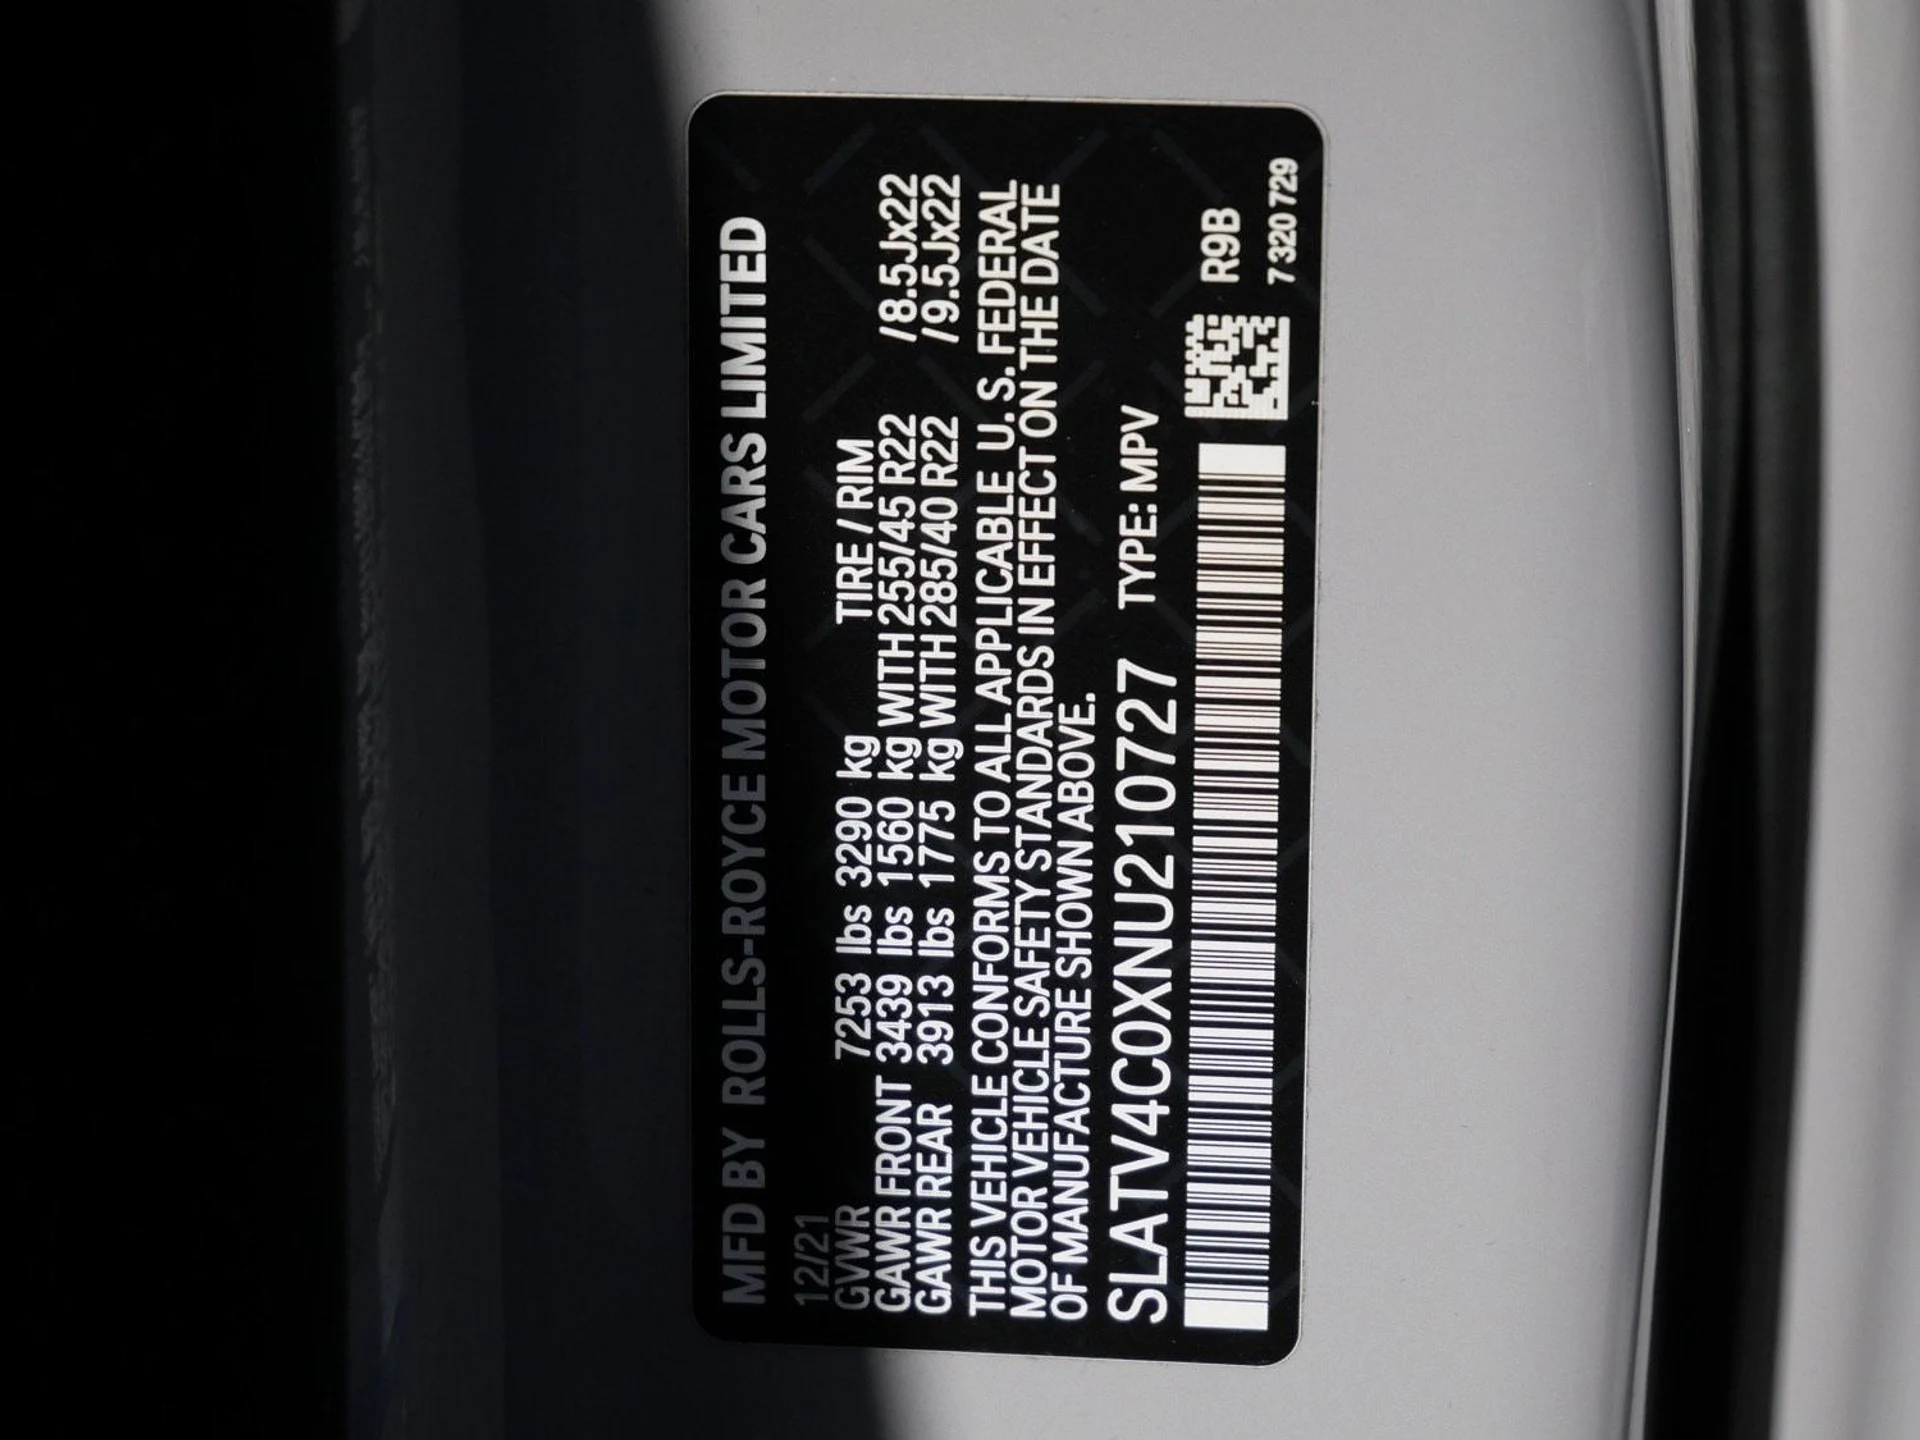 MFD BY ROLLS-ROYCE MOTOR CARS LIMITED
12/21
GVWR 7253 lbs 3290 kg TIRE / RIM
GAWR FRONT 3439 lbs 1560 kg WITH 255/45 R22 /8.5Jx22
GAWR REAR 3913 lbs 1775 kg WITH 285/40 R22 /9.5Jx22
THIS VEHICLE CONFORMS TO ALL APPLICABLE U.S. FEDERAL
MOTOR VEHICLE SAFETY STANDARDS IN EFFECT ON THE DATE
OF MANUFACTURE SHOWN ABOVE.
SLATV4C0XNU210727 TYPE: MPV
R9B
7 320 729